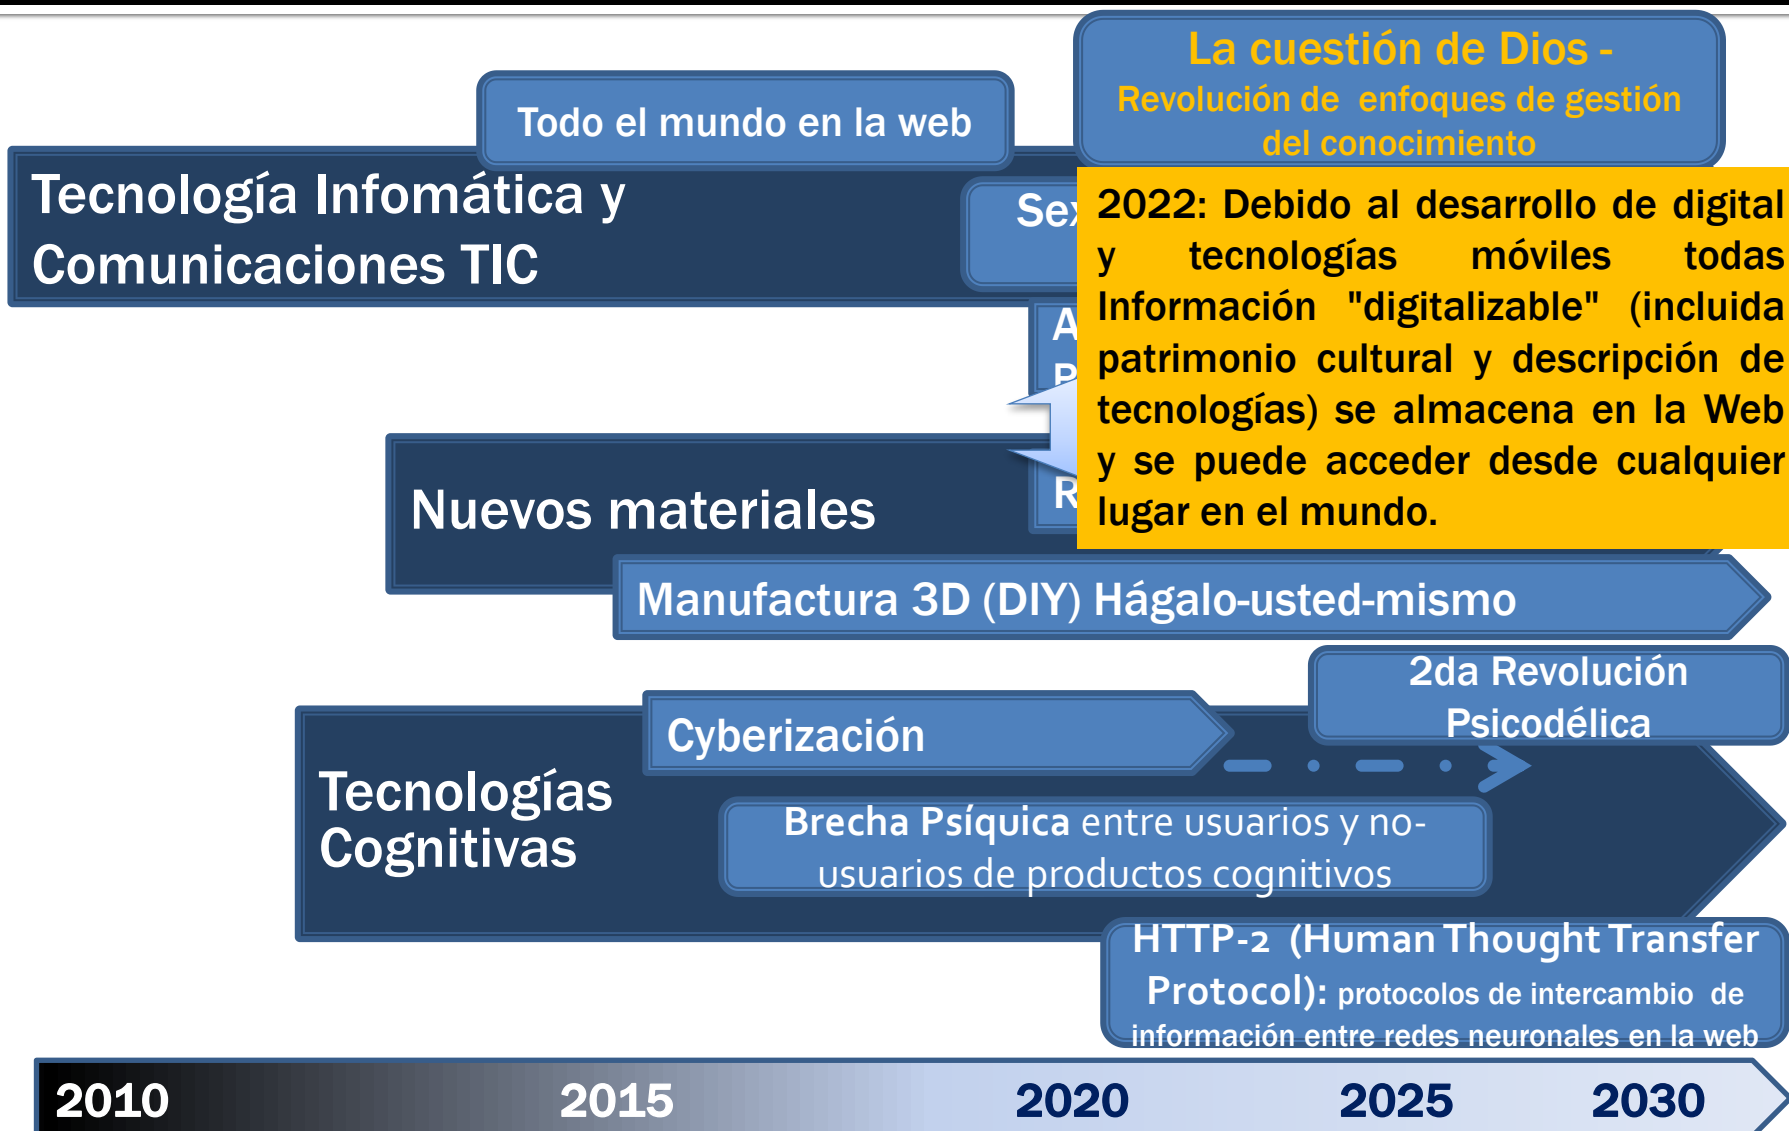 La cuestión de Dios -
Revolución de enfoques de gestión
del conocimiento
Todo el mundo en la web
Tecnología Infomática y
Comunicaciones TIC
2022: Debido al desarrollo de digital
y tecnologías móviles todas
Información "digitalizable" (incluida
patrimonio cultural y descripción de
tecnologías) se almacena en la Web
y se puede acceder desde cualquier
lugar en el mundo.
Nuevos materiales
Manufactura 3D (DIY) Hágalo-usted-mismo
2da Revolución
Psicodélica
Cyberización
Tecnologías
Cognitivas
Brecha Psíquica entre usuarios y no-
usuarios de productos cognitivos
HTTP-2 (Human Thought Transfer
Protocol): protocolos de intercambio de
información entre redes neuronales en la web
2010 2015 2020 2025 2030